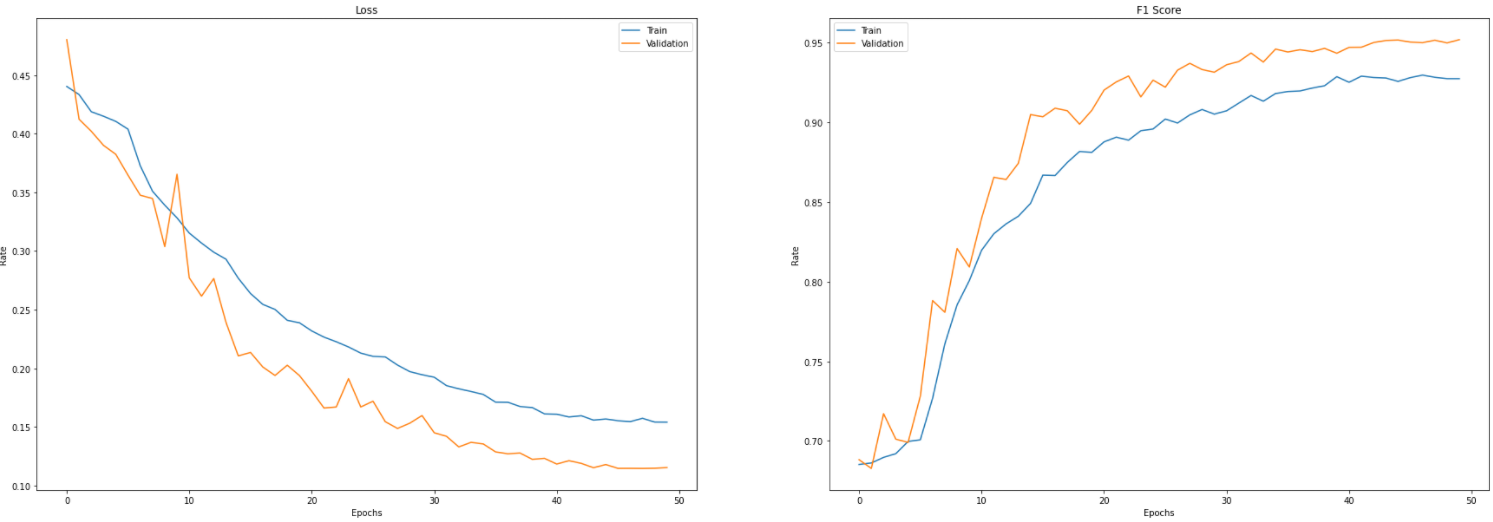 Loss
Train
Validation
0.45
0.40
0.35
0.30
0.25
0.20
0.15
0.10
Rate
0 10 20 30 40 50
Epochs
F1 Score
Train
Validation
0.95
0.90
0.85
0.80
0.75
0.70
Rate
0 10 20 30 40 50
Epochs